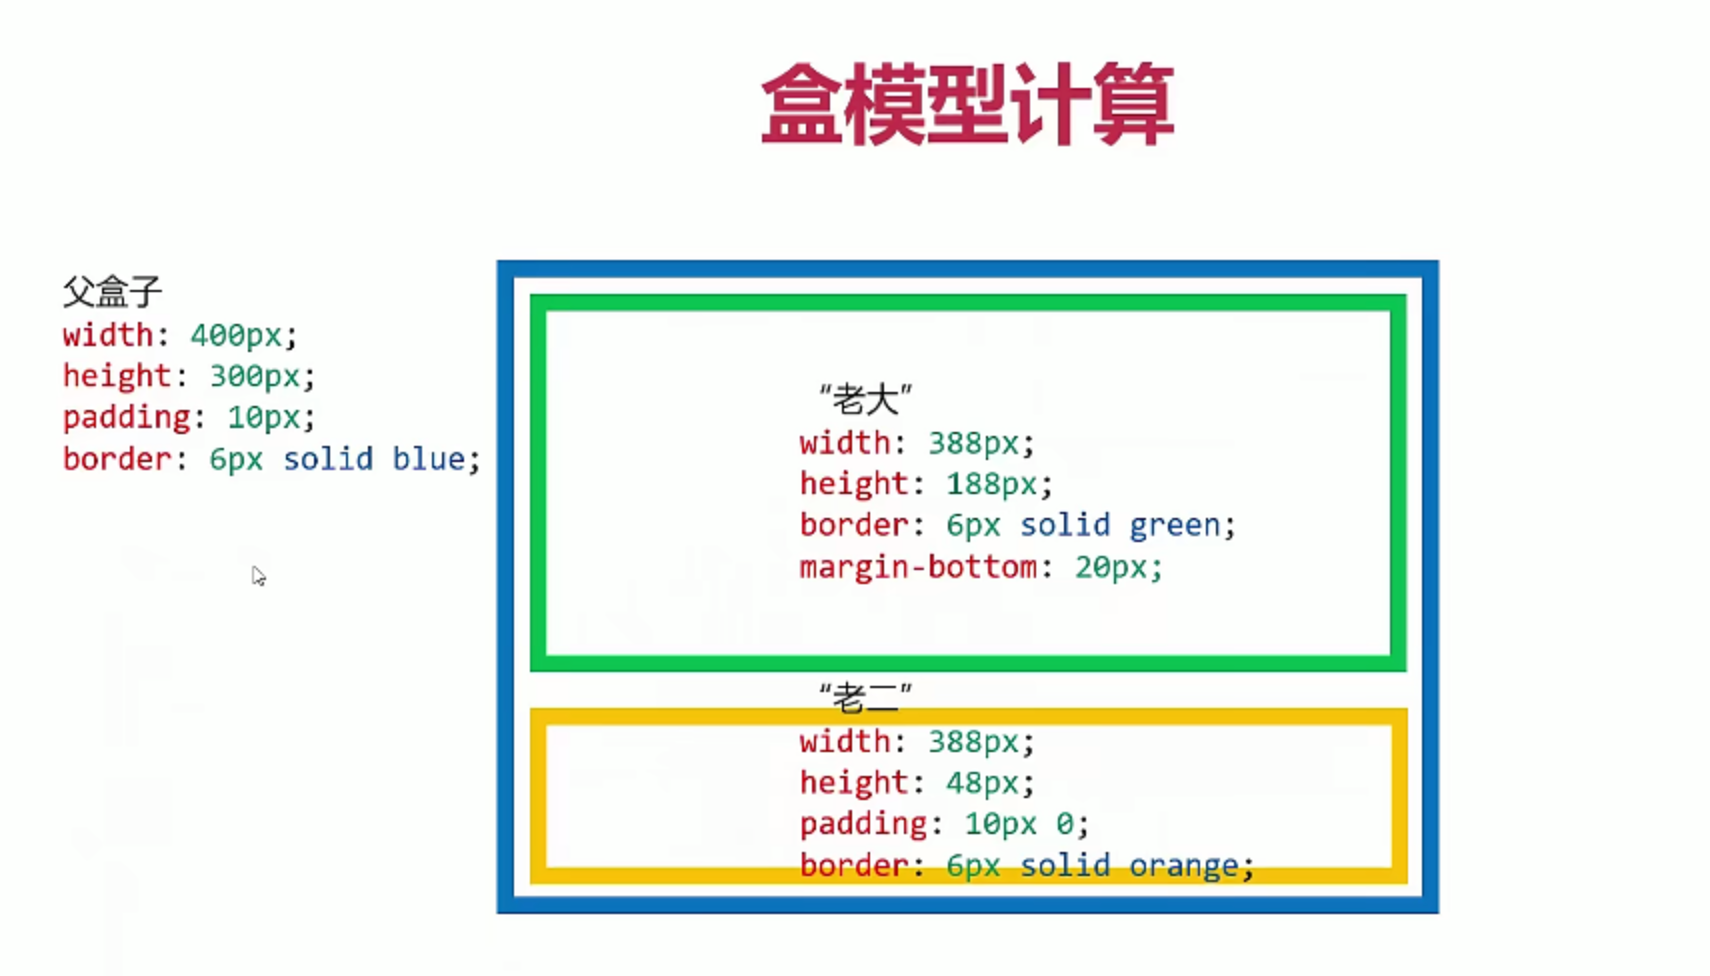 盒模型计算
父盒子
width: 400px;
height: 300px;
padding: 10px;
border: 6px solid blue;
“老大”
width: 388px;
height: 188px;
border: 6px solid green;
margin-bottom: 20px;
“老二”
width: 388px;
height: 48px;
padding: 10px 0;
border: 6px solid orange;